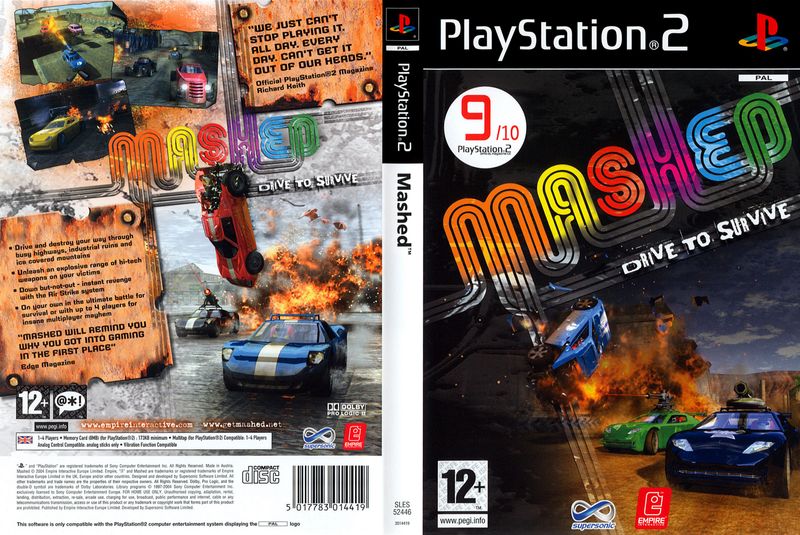 "WE JUST CAN'T
STOP PLAYING IT.
ALL DAY. EVERY
DAY. CAN'T GET IT
OUT OF OUR HEADS."
Official PlayStation®2 Magazine
Richard Keith
MASHED
DRIVE TO SURVIVE
• Drive and destroy your way through
busy highways, industrial ruins and
ice covered mountains
• Unleash an explosive range of hi-tech
weapons on your victims
• Down but-not-out - instant revenge
with the Air Strike system
• On your own in the ultimate battle for
survival or with up to 4 players for
insane multiplayer mayhem
"MASHED WILL REMIND YOU
WHY YOU GOT INTO GAMING
IN THE FIRST PLACE"
Edge Magazine
12+
@*!
www.pegi.info
www.empireinteractive.com
www.getmashed.net
DOLBY
PRO LOGIC II
1-4 Players • Memory Card (8MB) (for PlayStation®2) : 173KB minimum • Multitap (for PlayStation®2) Compatible: 1-4 Players
Analog Control Compatible: analog sticks only • Vibration Function Compatible
SUPERSONIC
EMPIRE
INTERACTIVE
COMPACT
disc
5 017783 014419
This software is only compatible with the PlayStation®2 computer entertainment system displaying the PAL logo
PAL
PlayStation®2
Mashed™
SLES
52446
3014419
PlayStation®2
PAL
9/10
PlayStation®2
MASHED
DRIVE TO SURVIVE
12+
www.pegi.info
SUPERSONIC
EMPIRE
INTERACTIVE